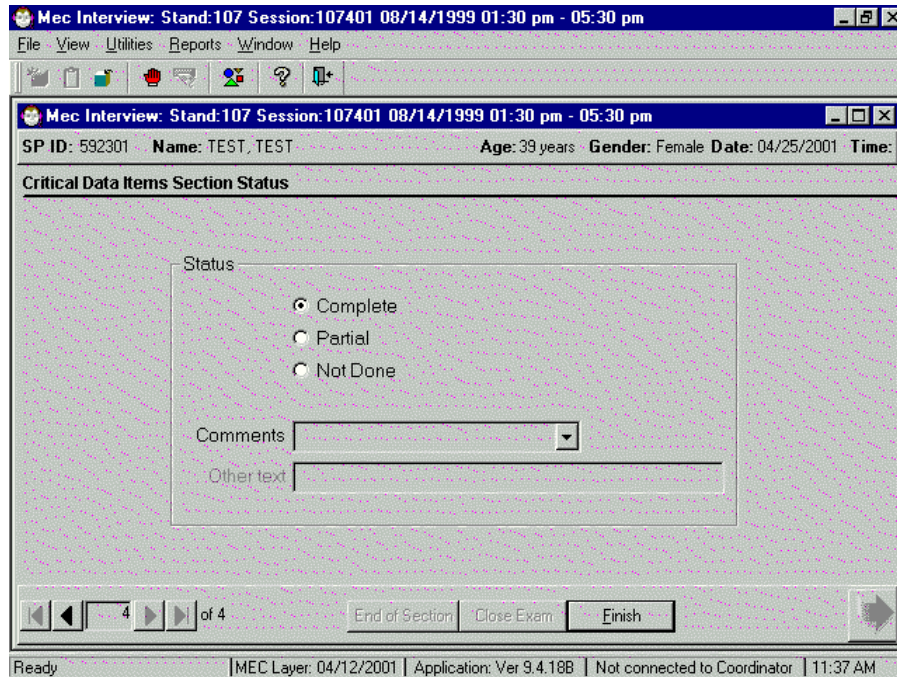 Mec Interview: Stand:107 Session:107401 08/14/1999 01:30 pm - 05:30 pm
File View Utilities Reports Window Help
Mec Interview: Stand:107 Session:107401 08/14/1999 01:30 pm - 05:30 pm
SP ID: 592301 Name: TEST, TEST Age: 39 years Gender: Female Date: 04/25/2001 Time:
Critical Data Items Section Status
Status
Complete
Partial
Not Done
Comments
Other text
4 of 4 End of Section Close Exam Finish
Ready MEC Layer: 04/12/2001 Application: Ver 9.4.18B Not connected to Coordinator 11:37 AM